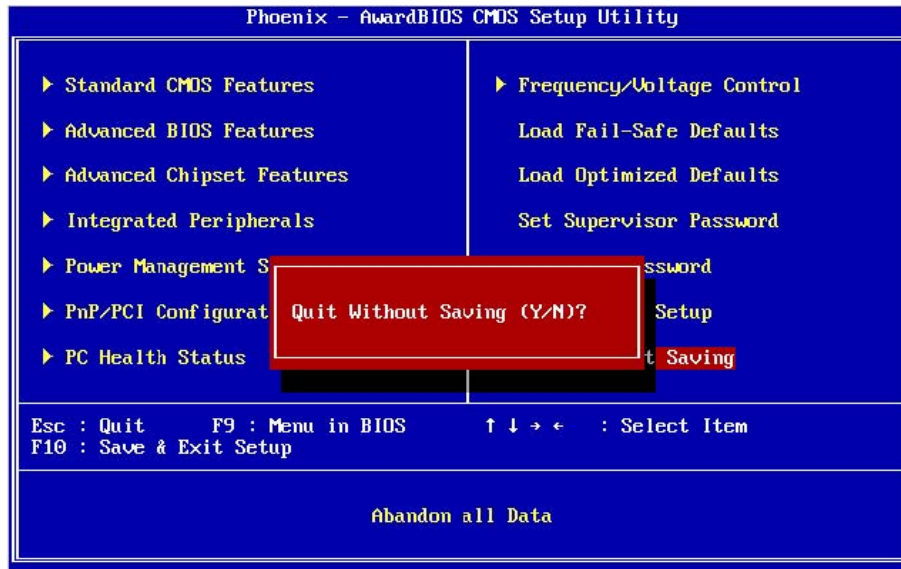 Phoenix - AwardBIOS CMOS Setup Utility
Standard CMOS Features
Advanced BIOS Features
Advanced Chipset Features
Integrated Peripherals
Power Management S
PnP/PCI Configurat
PC Health Status
Frequency/Voltage Control
Load Fail-Safe Defaults
Load Optimized Defaults
Set Supervisor Password
ssword
Setup
t Saving
Quit Without Saving (Y/N)?
Esc : Quit F9 : Menu in BIOS ↑ ↓ → ← : Select Item
F10 : Save & Exit Setup
Abandon all Data